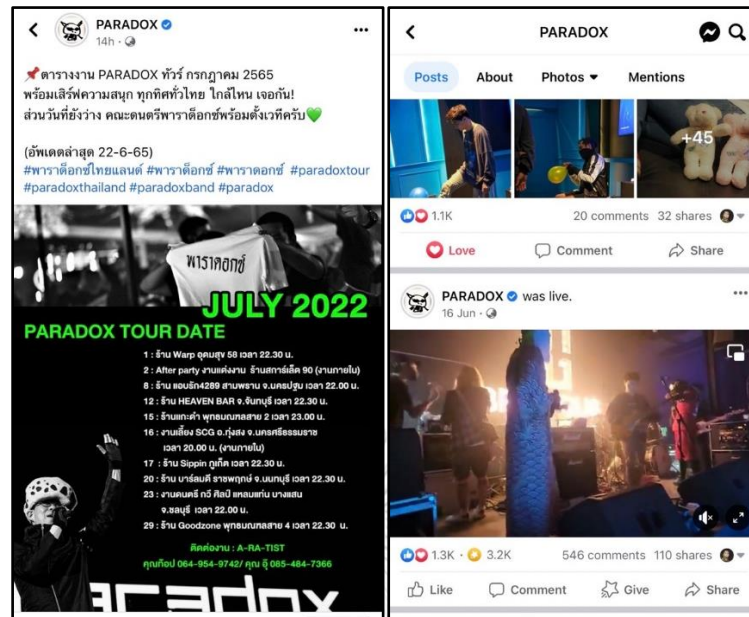 PARADOX
14h
📌ตารางงาน PARADOX ทัวร์ กรกฎาคม 2565
พร้อมเสิร์ฟความสนุก ทุกทิศทั่วไทย ใกล้ไหน เจอกัน!
ส่วนวันที่ยังว่าง คณะดนตรีพาราด็อกซ์พร้อมตั้งเวทีครับ💚
(อัพเดตล่าสุด 22-6-65)
#พาราด็อกซ์ไทยแลนด์ #พาราด็อกซ์ #พาราดอกซ์ #paradoxtour
#paradoxthailand #paradoxband #paradox
พาราดอกซ์
JULY 2022
PARADOX TOUR DATE
1 : ร้าน Warp อุดมสุข 58 เวลา 22.30 น.
2 : After party งานแต่งงาน ร้านสการ์เล็ต 90 (งานภายใน)
8 : ร้าน แอบรัก4289 สามพราน จ.นครปฐม เวลา 22.00 น.
12 : ร้าน HEAVEN BAR จ.จันทบุรี เวลา 22.30 น.
15 : ร้านแกะดำ พุทธมณฑลสาย 2 เวลา 23.00 น.
16 : งานเลี้ยง SCG อ.ทุ่งสง จ.นครศรีธรรมราช
เวลา 20.00 น. (งานภายใน)
17 : ร้าน Sippin ภูเก็ต เวลา 22.30 น.
20 : ร้าน บาร์ลมดี ราชพฤกษ์ จ.นนทบุรี เวลา 22.30 น.
23 : งานดนตรี กวี ศิลป์ แหลมแท่น บางแสน
จ.ชลบุรี เวลา 22.00 น.
29 : ร้าน Goodzone พุทธมณฑลสาย 4 เวลา 22.30 น.
ติดต่องาน : A-RA-TIST
คุณก๊อป 064-954-9742/ คุณ อุ๊ 085-484-7366
paradox
PARADOX
Posts About Photos Mentions
+45
1.1K 20 comments 32 shares
Love Comment Share
PARADOX was live.
16 Jun
1.3K · 3.2K 546 comments 110 shares
Like Comment Give Share